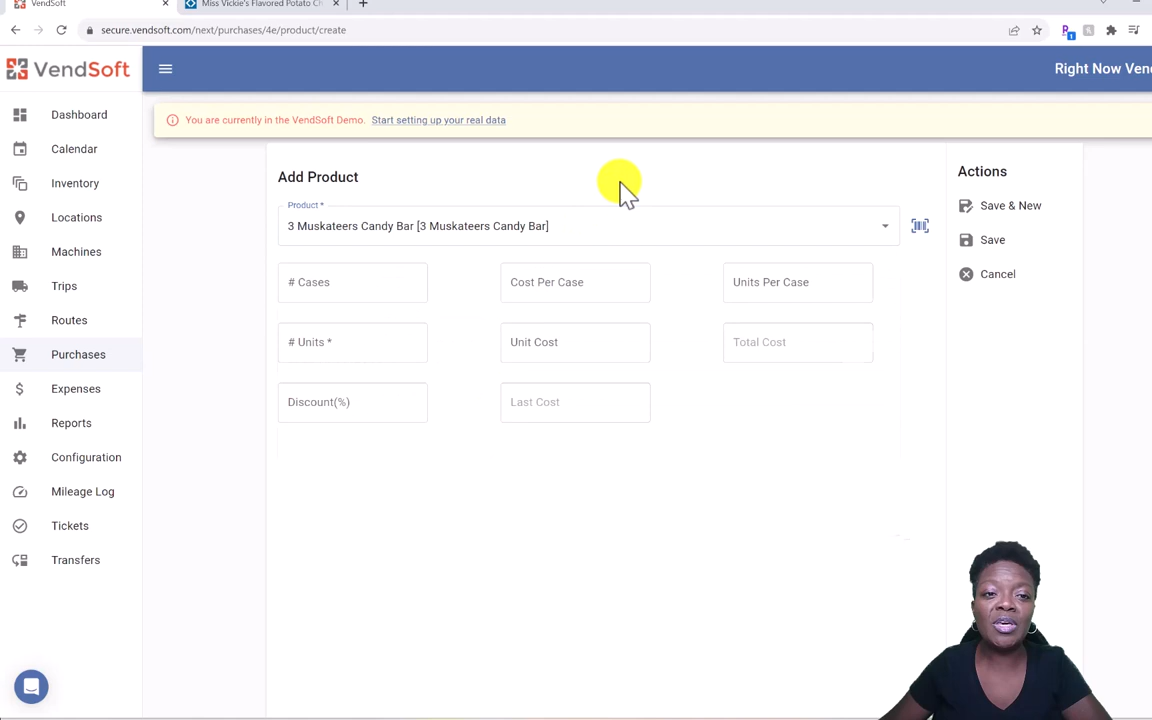 VendSoft
Miss Vickie's Flavored Potato Ch
secure.vendsoft.com/next/purchases/4e/product/create
VendSoft
Right Now Vend
You are currently in the VendSoft Demo. Start setting up your real data
Dashboard
Calendar
Inventory
Locations
Machines
Trips
Routes
Purchases
Expenses
Reports
Configuration
Mileage Log
Tickets
Transfers
Add Product
Product *
3 Muskateers Candy Bar [3 Muskateers Candy Bar]
# Cases
Cost Per Case
Units Per Case
# Units *
Unit Cost
Total Cost
Discount(%)
Last Cost
Actions
Save & New
Save
Cancel